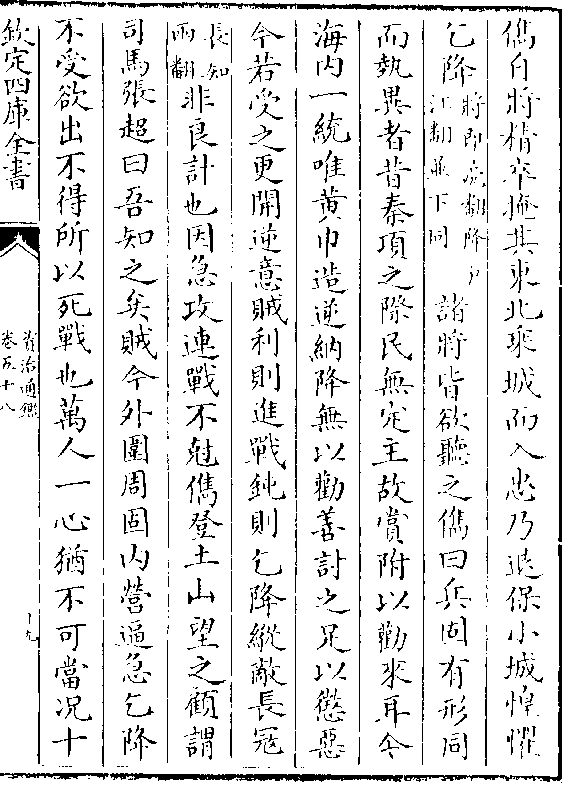 儁自將精卒掩其東北乘城而入忠乃退保小城惶懼
乞降將即亮翻降戶江翻並下同諸將皆欲聽之儁曰兵固有形同
而執異者昔秦項之際民無定主故賞附以勸來耳今
海内一統唯黄巾造逆納降無以勸善討之足以懲惡
今若受之更開逆意賊利則進戰鈍則乞降縱敵長冦
長知兩翻非良計也因急攻連戰不尅儁登土山望之顧謂
司馬張超曰吾知之矣賊今外圍周固内營逼急乞降
不受欲出不得所以死戰也萬人一心猶不可當况十
欽定四庫全書
資治通鑑
卷五十八
十九